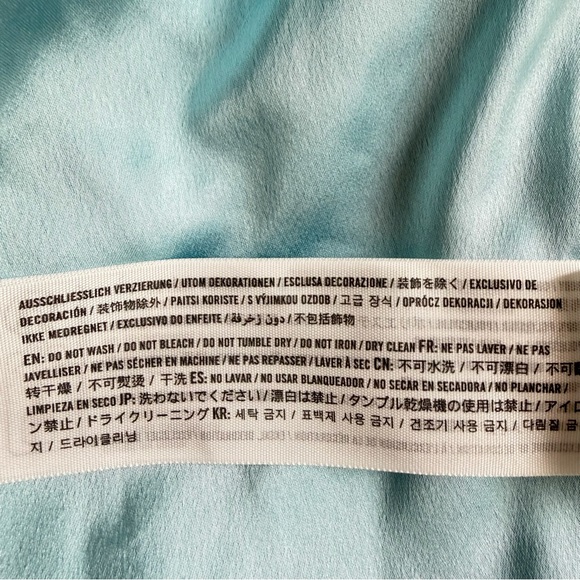 AUSSCHLIESSLICH VERZIERUNG / UTOM DEKORATIONEN / ESCLUSA DECORAZIONE / 装飾を除く / EXCLUSIVO DE
DECORACIÓN / 装饰物除外 / PAITSI KORISTE / S VÝJIMKOU OZDOB / 고급 장식 / OPRÓCZ DEKORACJI / DEKORASJON
IKKE MEDREGNET / EXCLUSIVO DO ENFEITE / دون زخرفة / 不包括飾物
EN: DO NOT WASH / DO NOT BLEACH / DO NOT TUMBLE DRY / DO NOT IRON / DRY CLEAN FR: NE PAS LAVER / NE PAS
JAVELLISER / NE PAS SÉCHER EN MACHINE / NE PAS REPASSER / LAVER À SEC CN: 不可水洗 / 不可漂白 / 不可
转干燥 / 不可熨烫 / 干洗 ES: NO LAVAR / NO USAR BLANQUEADOR / NO SECAR EN SECADORA / NO PLANCHAR /
LIMPIEZA EN SECO JP: 洗わないでください / 漂白は禁止 / タンブル乾燥機の使用は禁止 / アイロ
ン禁止 / ドライクリーニング KR: 세탁 금지 / 표백제 사용 금지 / 건조기 사용 금지 / 다림질 금
지 / 드라이클리닝